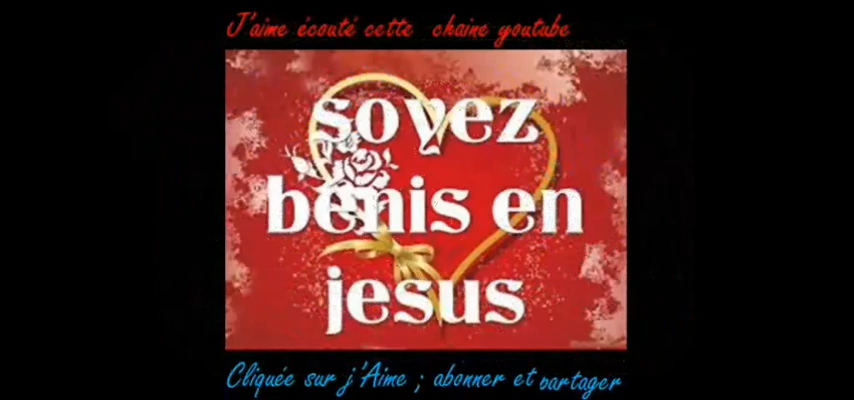 J'aime écouté cette chaine youtube
soyez
benis en
jesus
Cliquée sur j'Aime ; abonner et partager